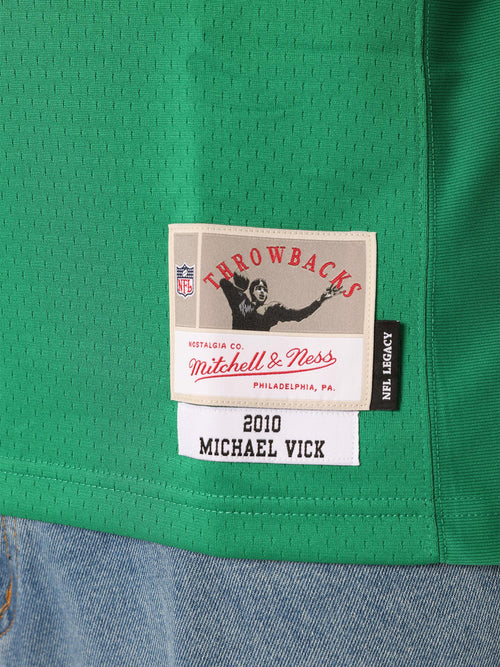 THROWBACKS
NFL
NOSTALGIA CO.
Mitchell & Ness
PHILADELPHIA, PA.
NFL LEGACY
2010
MICHAEL VICK